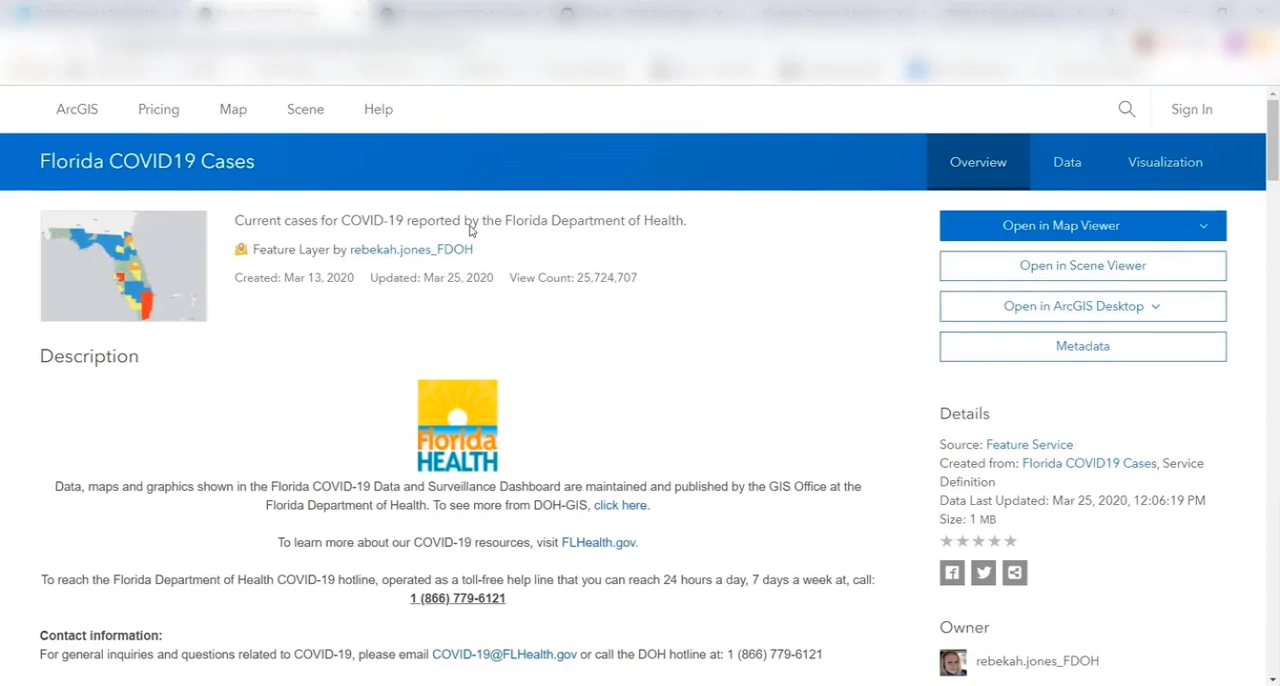 ArcGIS Pricing Map Scene Help Sign In
Florida COVID19 Cases Overview Data Visualization
Current cases for COVID-19 reported by the Florida Department of Health.
Feature Layer by rebekah.jones_FDOH
Created: Mar 13, 2020 Updated: Mar 25, 2020 View Count: 25,724,707
Open in Map Viewer
Open in Scene Viewer
Open in ArcGIS Desktop
Metadata
Description
Florida
HEALTH
Data, maps and graphics shown in the Florida COVID-19 Data and Surveillance Dashboard are maintained and published by the GIS Office at the
Florida Department of Health. To see more from DOH-GIS, click here.
To learn more about our COVID-19 resources, visit FLHealth.gov.
To reach the Florida Department of Health COVID-19 hotline, operated as a toll-free help line that you can reach 24 hours a day, 7 days a week at, call:
1 (866) 779-6121
Contact information:
For general inquiries and questions related to COVID-19, please email COVID-19@FLHealth.gov or call the DOH hotline at: 1 (866) 779-6121
Details
Source: Feature Service
Created from: Florida COVID19 Cases, Service
Definition
Data Last Updated: Mar 25, 2020, 12:06:19 PM
Size: 1 MB
Owner
rebekah.jones_FDOH